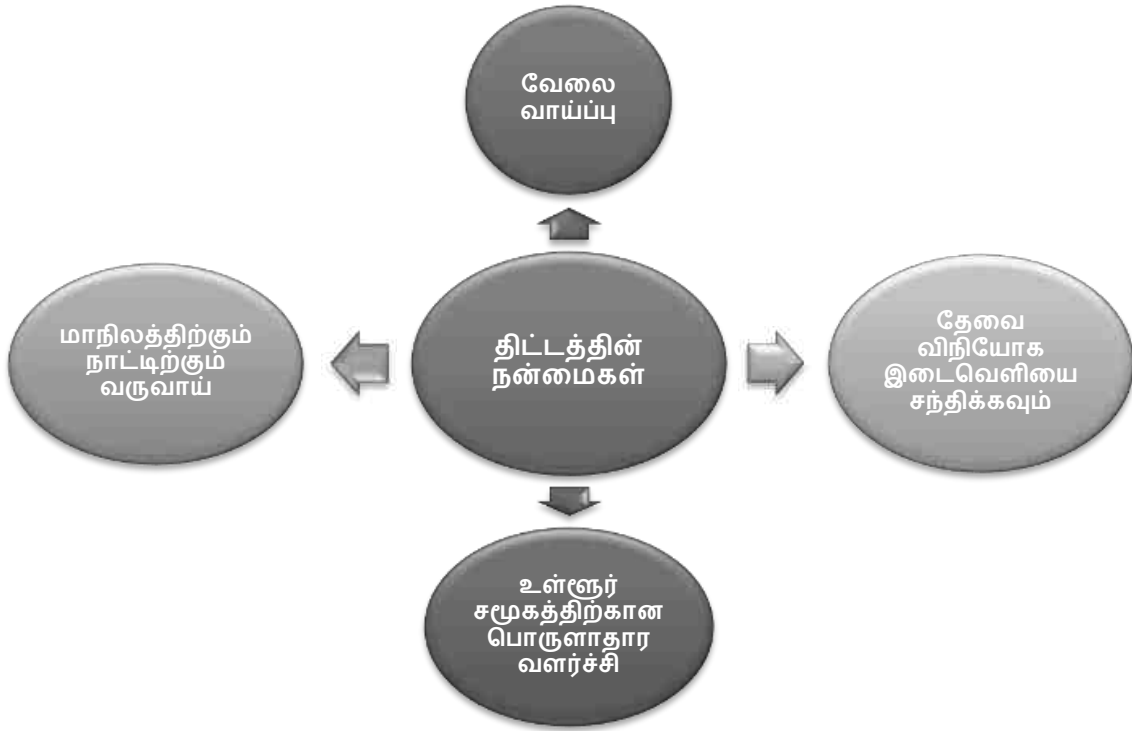 வேலை
வாய்ப்பு
மாநிலத்திற்கும்
நாட்டிற்கும்
வருவாய்
திட்டத்தின்
நன்மைகள்
தேவை
விநியோக
இடைவெளியை
சந்திக்கவும்
உள்ளூர்
சமூகத்திற்கான
பொருளாதார
வளர்ச்சி